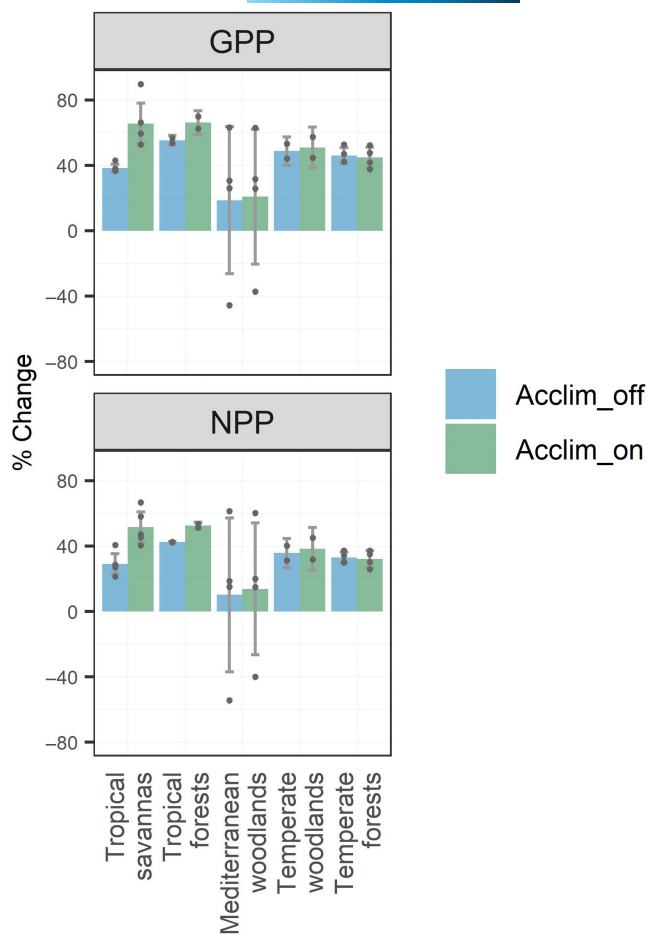 GPP
80
40
0
−40
−80
% Change
NPP
80
40
0
−40
−80
Tropical
savannas
Tropical
forests
Mediterranean
woodlands
Temperate
woodlands
Temperate
forests
Acclim_off
Acclim_on